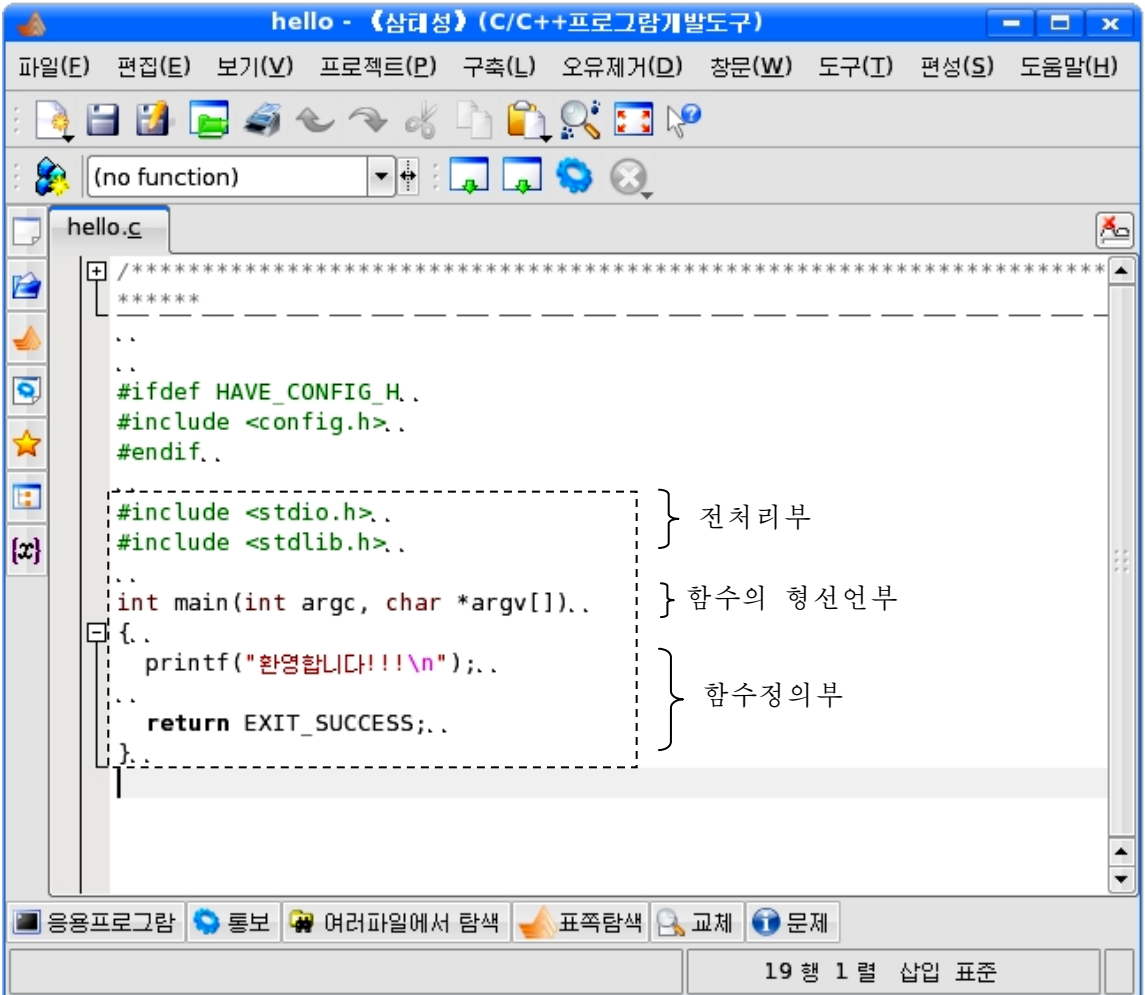 hello - 《삼태성》(C/C++프로그람개발도구)
파일(F) 편집(E) 보기(V) 프로젝트(P) 구축(L) 오유제거(D) 창문(W) 도구(T) 편성(S) 도움말(H)
(no function)
hello.c
/*********************************************************************
******
#ifdef HAVE_CONFIG_H
#include <config.h>
#endif
#include <stdio.h>
#include <stdlib.h>
전처리부
int main(int argc, char *argv[])
함수의 형선언부
{
printf("환영합니다!!!\n");
함수정의부
return EXIT_SUCCESS;
}
응용프로그람 통보 여러파일에서 탐색 표쪽탐색 교체 문제
19 행 1 렬 삽입 표준